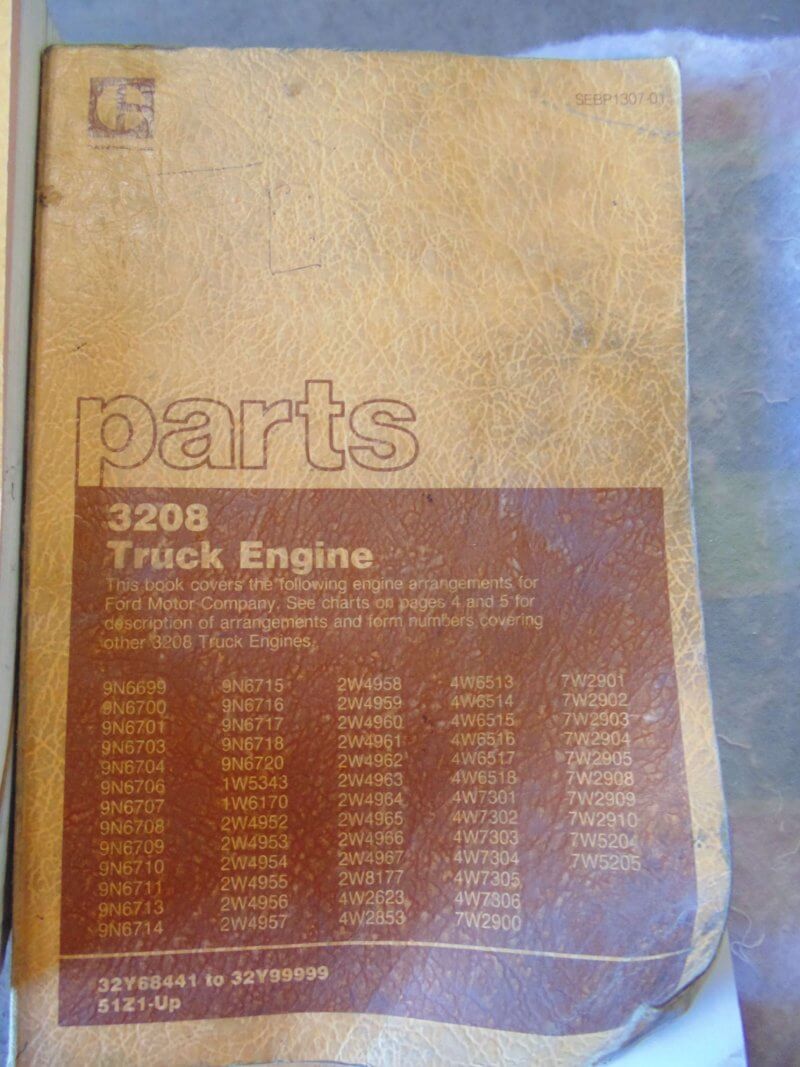 SEBP1307-01
parts
3208
Truck Engine
This book covers the following engine arrangements for
Ford Motor Company. See charts on pages 4 and 5 for
description of arrangements and form numbers covering
other 3208 Truck Engines.
9N6699 9N6715 2W4958 4W6513 7W2901
9N6700 9N6716 2W4959 4W6514 7W2902
9N6701 9N6717 2W4960 4W6515 7W2903
9N6703 9N6718 2W4961 4W6516 7W2904
9N6704 9N6720 2W4962 4W6517 7W2905
9N6706 1W5343 2W4963 4W6518 7W2908
9N6707 1W6170 2W4964 4W7301 7W2909
9N6708 2W4952 2W4965 4W7302 7W2910
9N6709 2W4953 2W4966 4W7303 7W5204
9N6710 2W4954 2W4967 4W7304 7W5205
9N6711 2W4955 2W8177 4W7305
9N6713 2W4956 4W2623 4W7306
9N6714 2W4957 4W2853 7W2900
32Y68441 to 32Y99999
51Z1-Up